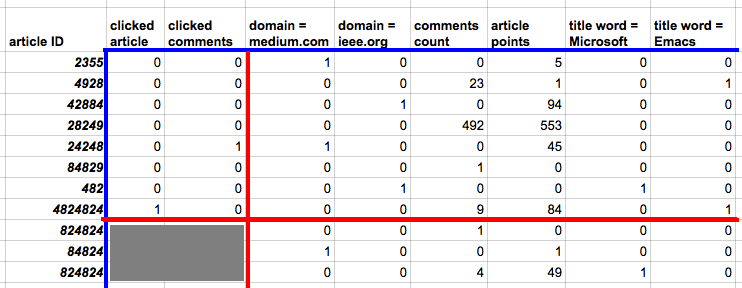 article ID clicked article clicked comments domain = medium.com domain = ieee.org comments count article points title word = Microsoft title word = Emacs
2355 0 0 1 0 0 5 0 0
4928 0 0 0 0 23 1 0 1
42884 0 0 0 1 0 94 0 0
28249 0 0 0 0 492 553 0 0
24248 0 1 1 0 0 45 0 0
84829 0 0 0 0 1 0 0 0
482 0 0 0 1 0 0 1 0
4824824 1 0 0 0 9 84 0 1
824824 0 0 1 0 0 0
84824 1 0 0 1 0 0
824824 0 0 4 49 1 0